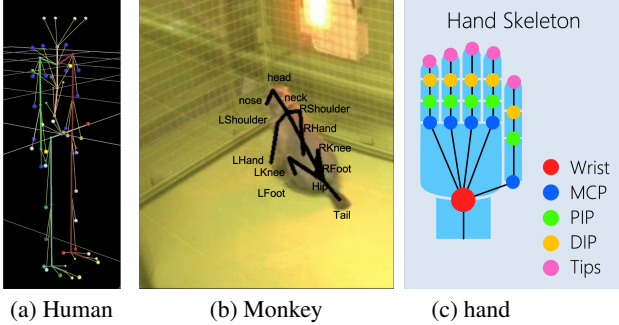 head
nose
neck
LShoulder
RShoulder
RHand
RKnee
LHand
LKnee
RFoot
LFoot
Hip
Tail
Hand Skeleton
Wrist
MCP
PIP
DIP
Tips
(a) Human
(b) Monkey
(c) hand